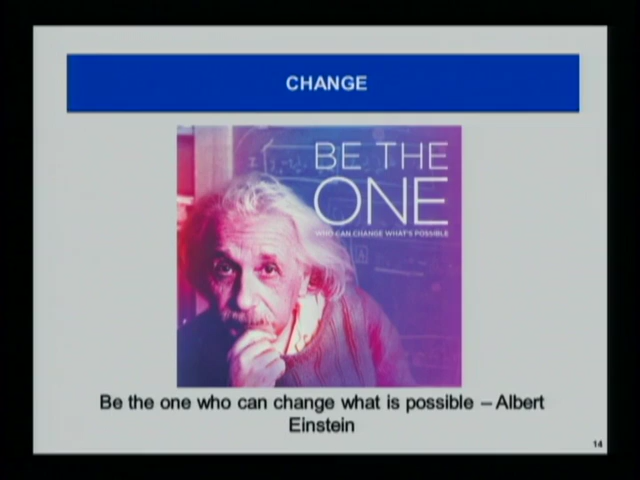 CHANGE
BE THE
ONE
WHO CAN CHANGE WHAT'S POSSIBLE
Be the one who can change what is possible – Albert
Einstein
14